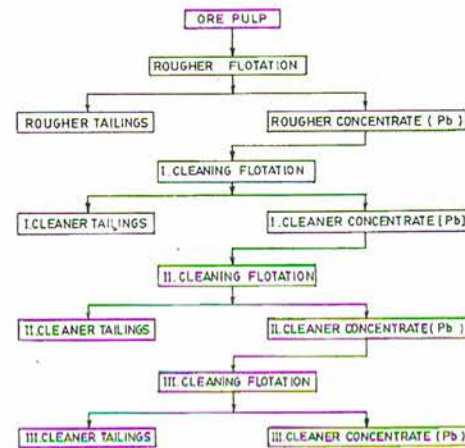 ORE PULP
ROUGHER FLOTATION
ROUGHER TAILINGS
ROUGHER CONCENTRATE ( Pb )
I.CLEANING FLOTATION
I.CLEANER TAILINGS
I.CLEANER CONCENTRATE [Pb]
II.CLEANING FLOTATION
II.CLEANER TAILINGS
II.CLEANER CONCENTRATE ( Pb )
III.CLEANING FLOTATION
III.CLEANER TAILINGS
III.CLEANER CONCENTRATE ( Pb )